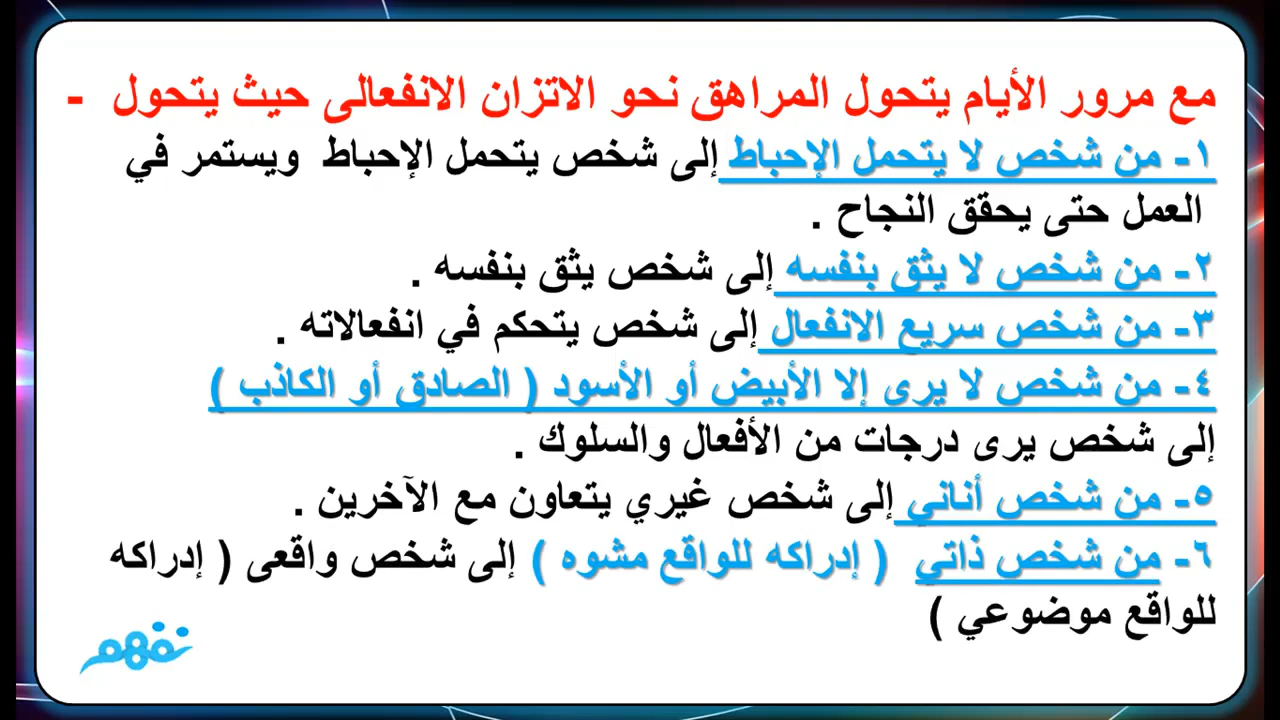 مع مرور الأيام يتحول المراهق نحو الاتزان الانفعالى حيث يتحول -
١- من شخص لا يتحمل الإحباط إلى شخص يتحمل الإحباط ويستمر في
العمل حتى يحقق النجاح .
٢- من شخص لا يثق بنفسه إلى شخص يثق بنفسه .
٣- من شخص سريع الانفعال إلى شخص يتحكم في انفعالاته .
٤- من شخص لا يرى إلا الأبيض أو الأسود ( الصادق أو الكاذب )
إلى شخص يرى درجات من الأفعال والسلوك .
٥- من شخص أناني إلى شخص غيري يتعاون مع الآخرين .
٦- من شخص ذاتي ( إدراكه للواقع مشوه ) إلى شخص واقعى ( إدراكه
للواقع موضوعي )
نفهم